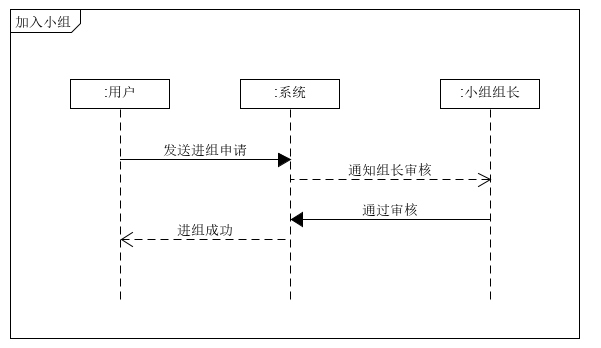 加入小组
:用户
:系统
:小组组长
发送进组申请
通知组长审核
通过审核
进组成功